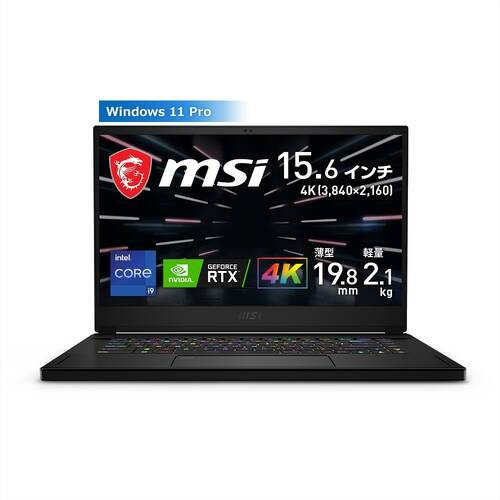 Windows 11 Pro
msi 15.6 インチ
4K(3,840×2,160)
薄型 軽量
intel
CORE
i9
NVIDIA.
GEFORCE
RTX
4K
19.8 mm
2.1 kg
msi